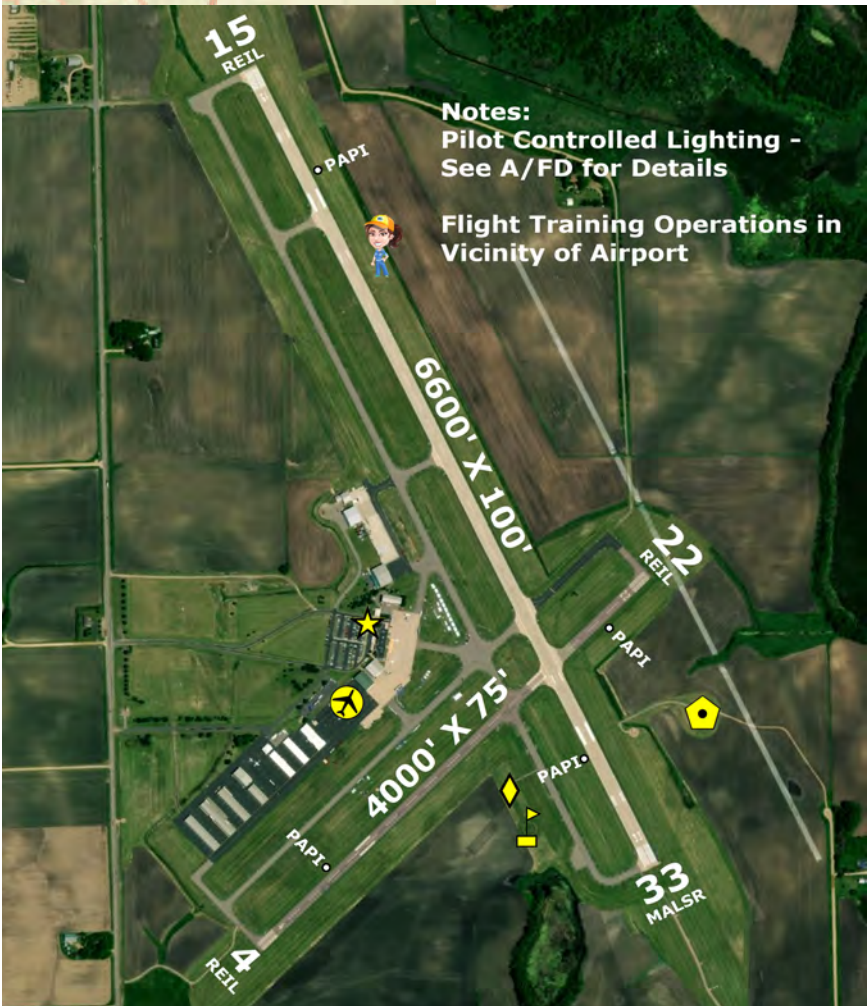 15
REIL
PAPI
Notes:
Pilot Controlled Lighting -
See A/FD for Details
Flight Training Operations in
Vicinity of Airport
6600' X 100'
22
REIL
PAPI
4000' X 75'
PAPI
PAPI
33
MALSR
4
REIL